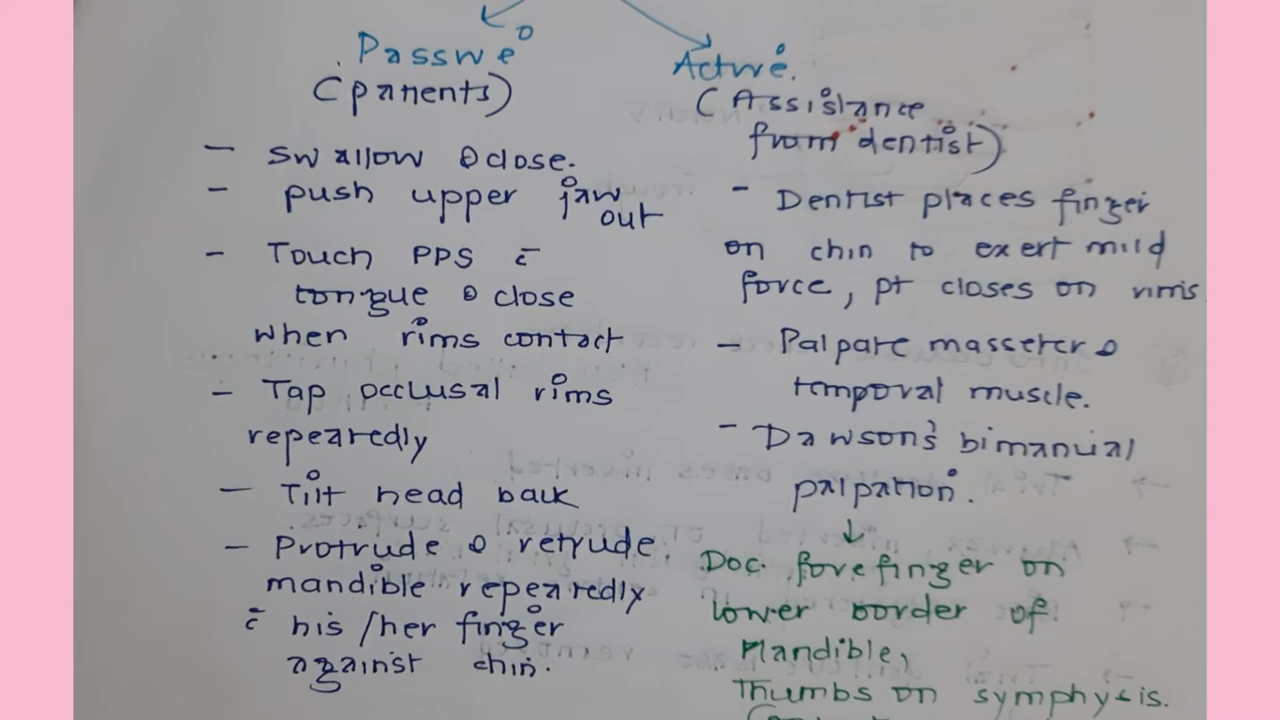 Passive
(patients)
- Swallow & close.
- push upper jaw
out
- Touch PPS c̄
tongue & close
when rims contact
- Tap occlusal rims
repeatedly
- Tilt head back
- Protrude & retrude
mandible repeatedly
c̄ his/her finger
against chin.
Active.
(Assistance
from dentist)
- Dentist places finger
on chin to exert mild
force, pt closes on rims
- Palpate masseter &
temporal muscle.
- Dawson's bimanual
palpation.
↓
Doc. forefinger on
lower border of
Mandible,
Thumbs on symphysis.